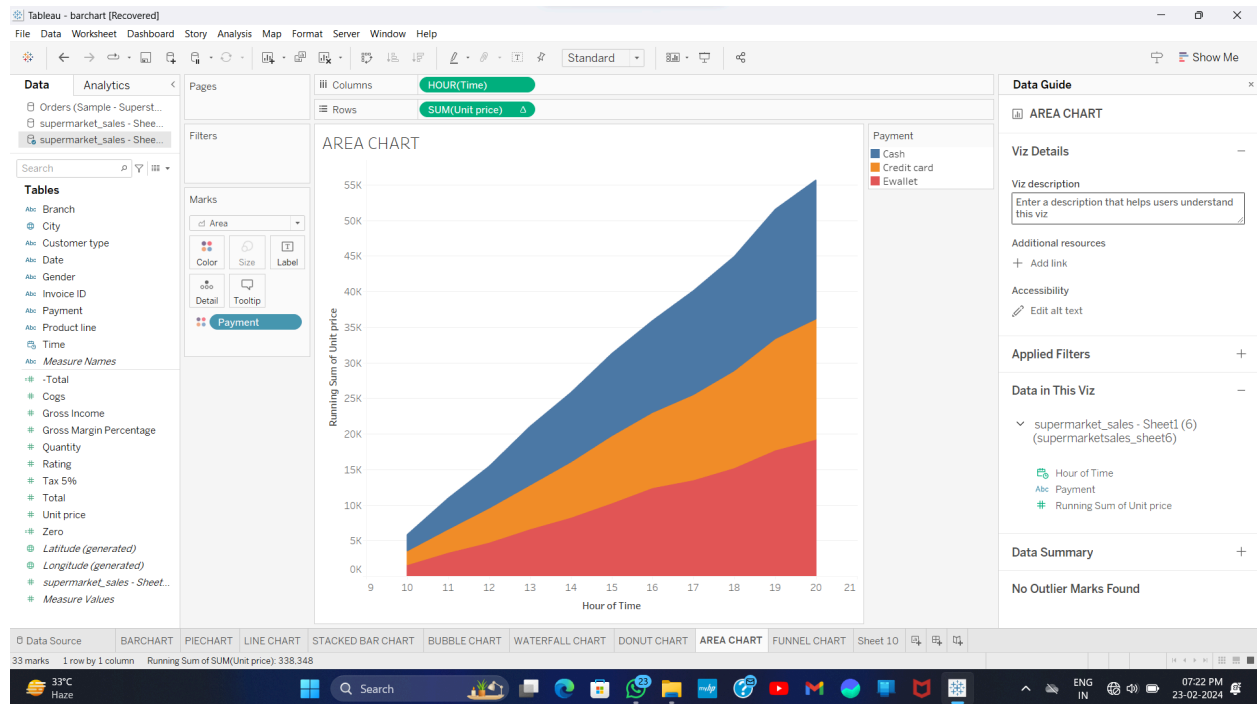 Tableau - barchart [Recovered]
File Data Worksheet Dashboard Story Analysis Map Format Server Window Help
Standard
Show Me
Data Analytics
Orders (Sample - Superst...
supermarket_sales - Shee...
supermarket_sales - Shee...
Search
Tables
Abc Branch
City
Abc Customer type
Abc Date
Abc Gender
Abc Invoice ID
Abc Payment
Abc Product line
Time
Abc Measure Names
=# -Total
# Cogs
# Gross Income
# Gross Margin Percentage
# Quantity
# Rating
# Tax 5%
# Total
# Unit price
=# Zero
Latitude (generated)
Longitude (generated)
# supermarket_sales - Sheet...
# Measure Values
Pages
Filters
Marks
Area
Color Size Label
Detail Tooltip
Payment
iii Columns HOUR(Time)
Rows SUM(Unit price) Δ
AREA CHART
Running Sum of Unit price
55K
50K
45K
40K
35K
30K
25K
20K
15K
10K
5K
0K
9 10 11 12 13 14 15 16 17 18 19 20 21
Hour of Time
Payment
Cash
Credit card
Ewallet
Data Guide ×
AREA CHART
Viz Details
Viz description
Enter a description that helps users understand
this viz
Additional resources
+ Add link
Accessibility
Edit alt text
Applied Filters +
Data in This Viz
supermarket_sales - Sheet1 (6)
(supermarketsales_sheet6)
Hour of Time
Abc Payment
# Running Sum of Unit price
Data Summary +
No Outlier Marks Found
Data Source BARCHART PIECHART LINE CHART STACKED BAR CHART BUBBLE CHART WATERFALL CHART DONUT CHART AREA CHART FUNNEL CHART Sheet 10
33 marks 1 row by 1 column Running Sum of SUM(Unit price): 338.348
33°C
Haze
Search
23
ENG
IN
07:22 PM
23-02-2024